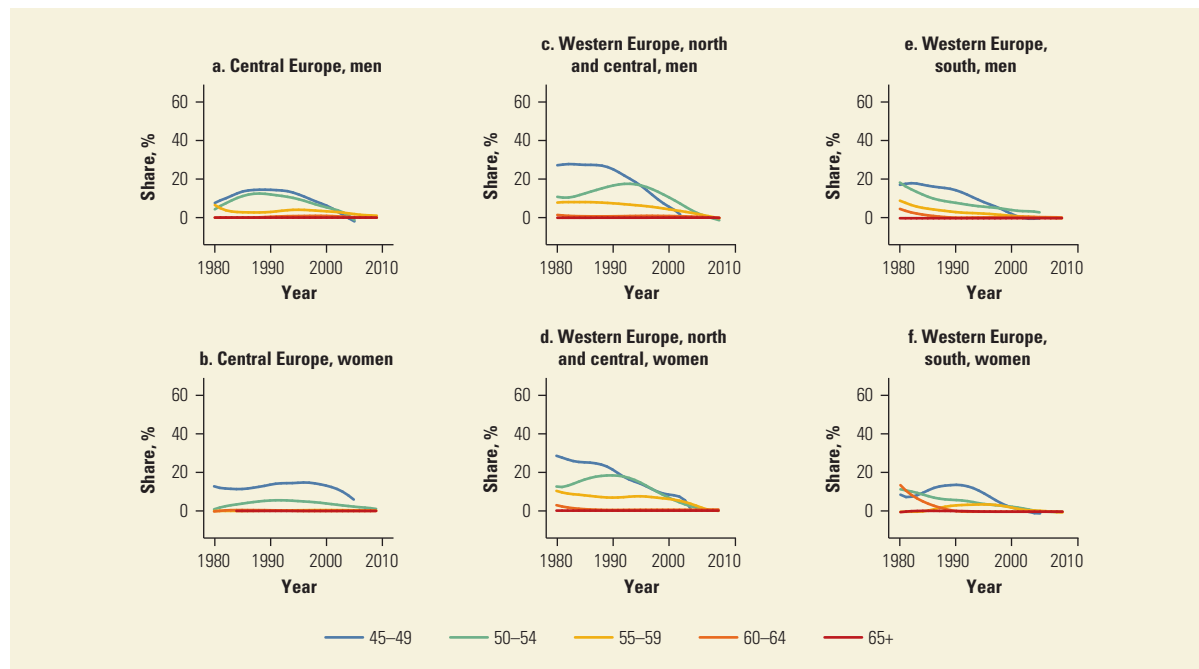 a. Central Europe, men
60
40
20
0
Share, %
1980 1990 2000 2010
Year
c. Western Europe, north
and central, men
60
40
20
0
Share, %
1980 1990 2000 2010
Year
e. Western Europe,
south, men
60
40
20
0
Share, %
1980 1990 2000 2010
Year
b. Central Europe, women
60
40
20
0
Share, %
1980 1990 2000 2010
Year
d. Western Europe, north
and central, women
60
40
20
0
Share, %
1980 1990 2000 2010
Year
f. Western Europe,
south, women
60
40
20
0
Share, %
1980 1990 2000 2010
Year
45–49 50–54 55–59 60–64 65+